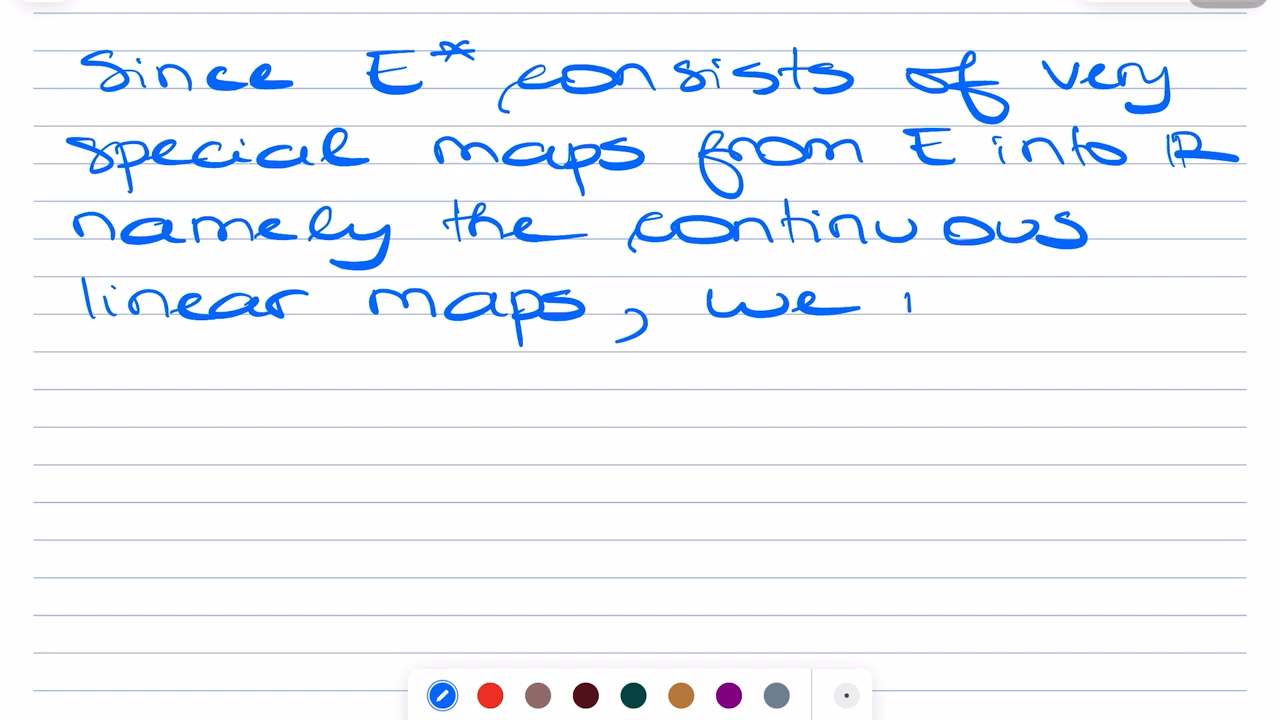 Since E* consists of very
special maps from E into ℝ
namely the continuous
linear maps, we